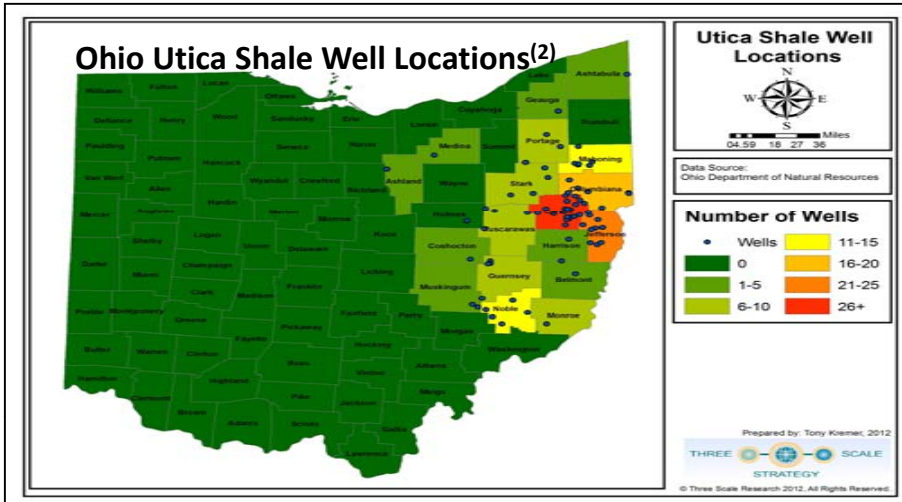 Ohio Utica Shale Well Locations(2)
Utica Shale Well
Locations
N
W E
S
Miles
04.59 18 27 36
Data Source:
Ohio Department of Natural Resources
Number of Wells
Wells
0
1-5
6-10
11-15
16-20
21-25
26+
Prepared by: Tony Kremer, 2012
THREE SCALE
STRATEGY
© Three Scale Research 2012, All Rights Reserved.
Williams
Fulton
Lucas
Ottawa
Lake
Ashtabula
Geauga
Cuyahoga
Trumbull
Defiance
Henry
Wood
Sandusky
Erie
Lorain
Portage
Summit
Medina
Mahoning
Paulding
Putnam
Hancock
Seneca
Huron
Ashland
Wayne
Stark
Columbiana
Van Wert
Allen
Wyandot
Crawford
Richland
Mercer
Hardin
Holmes
Tuscarawas
Jefferson
Shelby
Logan
Union
Delaware
Knox
Coshocton
Harrison
Darke
Miami
Champaign
Licking
Guernsey
Belmont
Clark
Madison
Franklin
Muskingum
Preble
Montgomery
Greene
Fairfield
Perry
Noble
Monroe
Pickaway
Morgan
Fayette
Hocking
Washington
Butler
Warren
Clinton
Ross
Athens
Vinton
Hamilton
Highland
Meigs
Clermont
Pike
Jackson
Brown
Adams
Scioto
Gallia
Lawrence